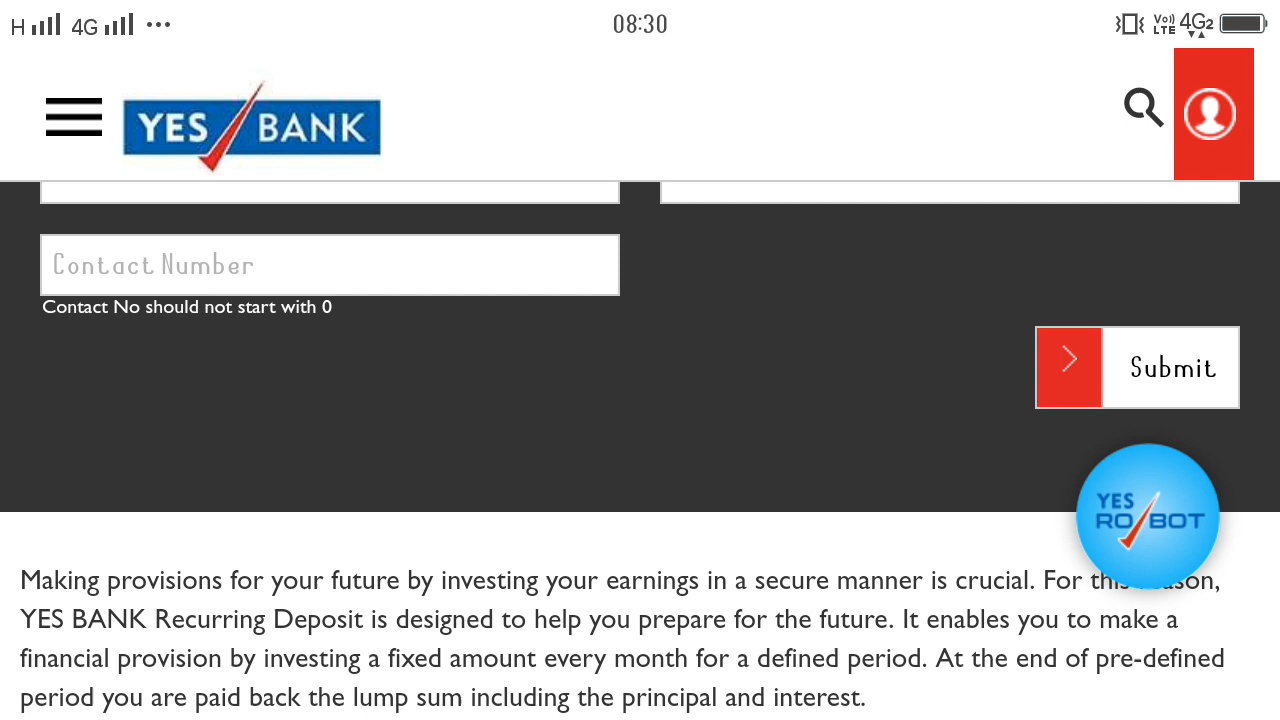 H 4G ... 08:30 Vo)) LTE 4G2
YES BANK
Contact Number
Contact No should not start with 0
Submit
YES
ROBOT
Making provisions for your future by investing your earnings in a secure manner is crucial. For this reason,
YES BANK Recurring Deposit is designed to help you prepare for the future. It enables you to make a
financial provision by investing a fixed amount every month for a defined period. At the end of pre-defined
period you are paid back the lump sum including the principal and interest.